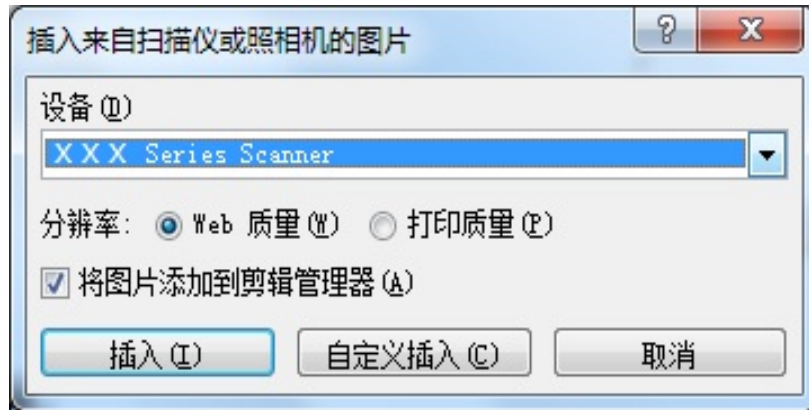 插入来自扫描仪或照相机的图片
设备(D)
XXX Series Scanner
分辨率: Web 质量(W) 打印质量(P)
将图片添加到剪辑管理器(A)
插入(I) 自定义插入(C) 取消